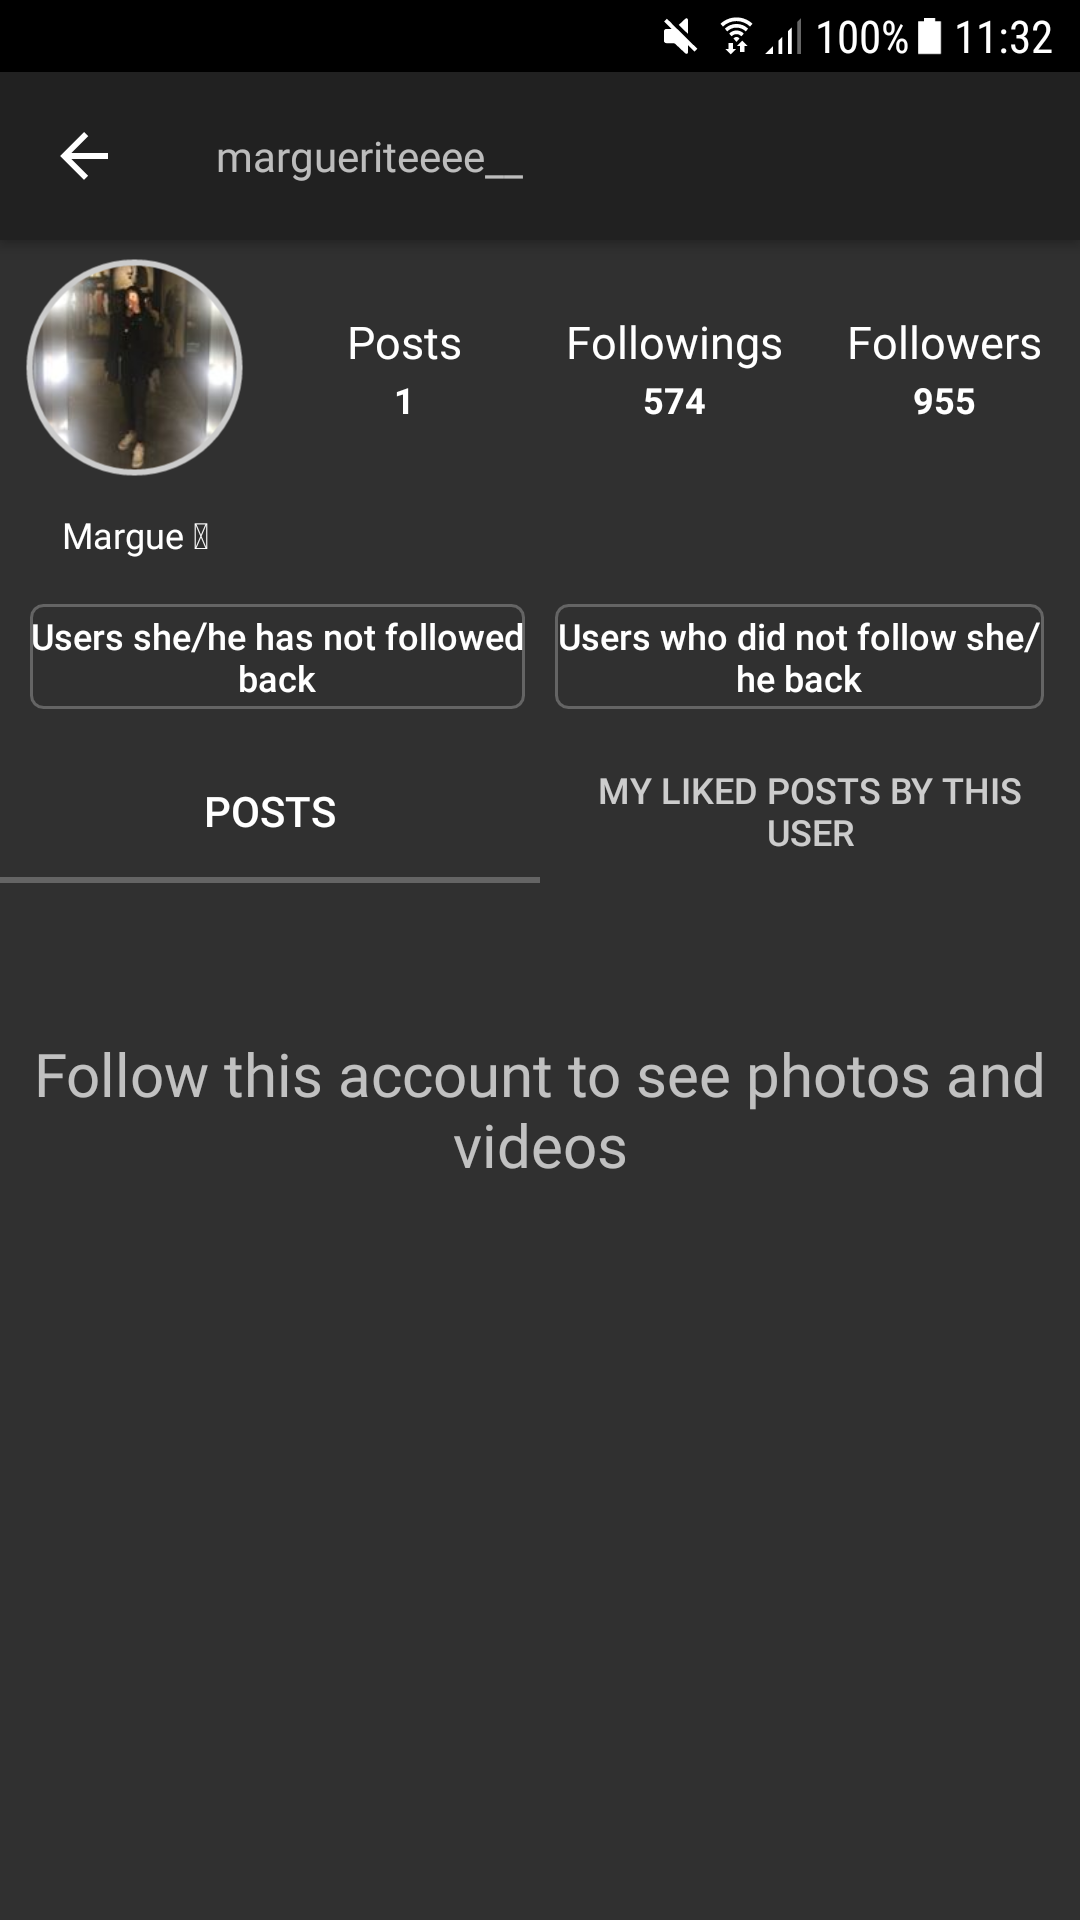 100% 11:32
margueriteeee__
Posts Followings Followers
1 574 955
Margue
Users she/he has not followed
back
Users who did not follow she/
he back
POSTS
MY LIKED POSTS BY THIS
USER
Follow this account to see photos and
videos